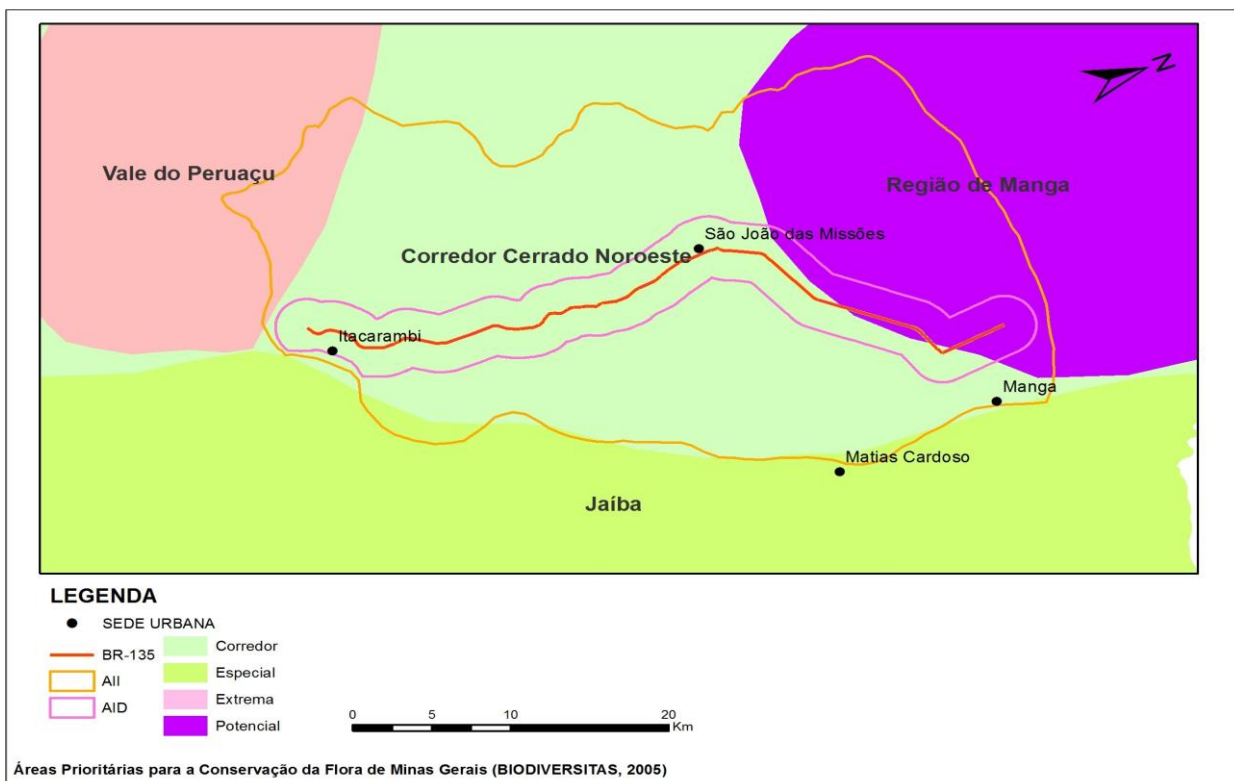 N
Vale do Peruaçu
Região de Manga
São João das Missões
Corredor Cerrado Noroeste
Itacarambi
Manga
Matias Cardoso
Jaíba
LEGENDA
SEDE URBANA
BR-135
AII
AID
Corredor
Especial
Extrema
Potencial
0 5 10 20
Km
Áreas Prioritárias para a Conservação da Flora de Minas Gerais (BIODIVERSITAS, 2005)